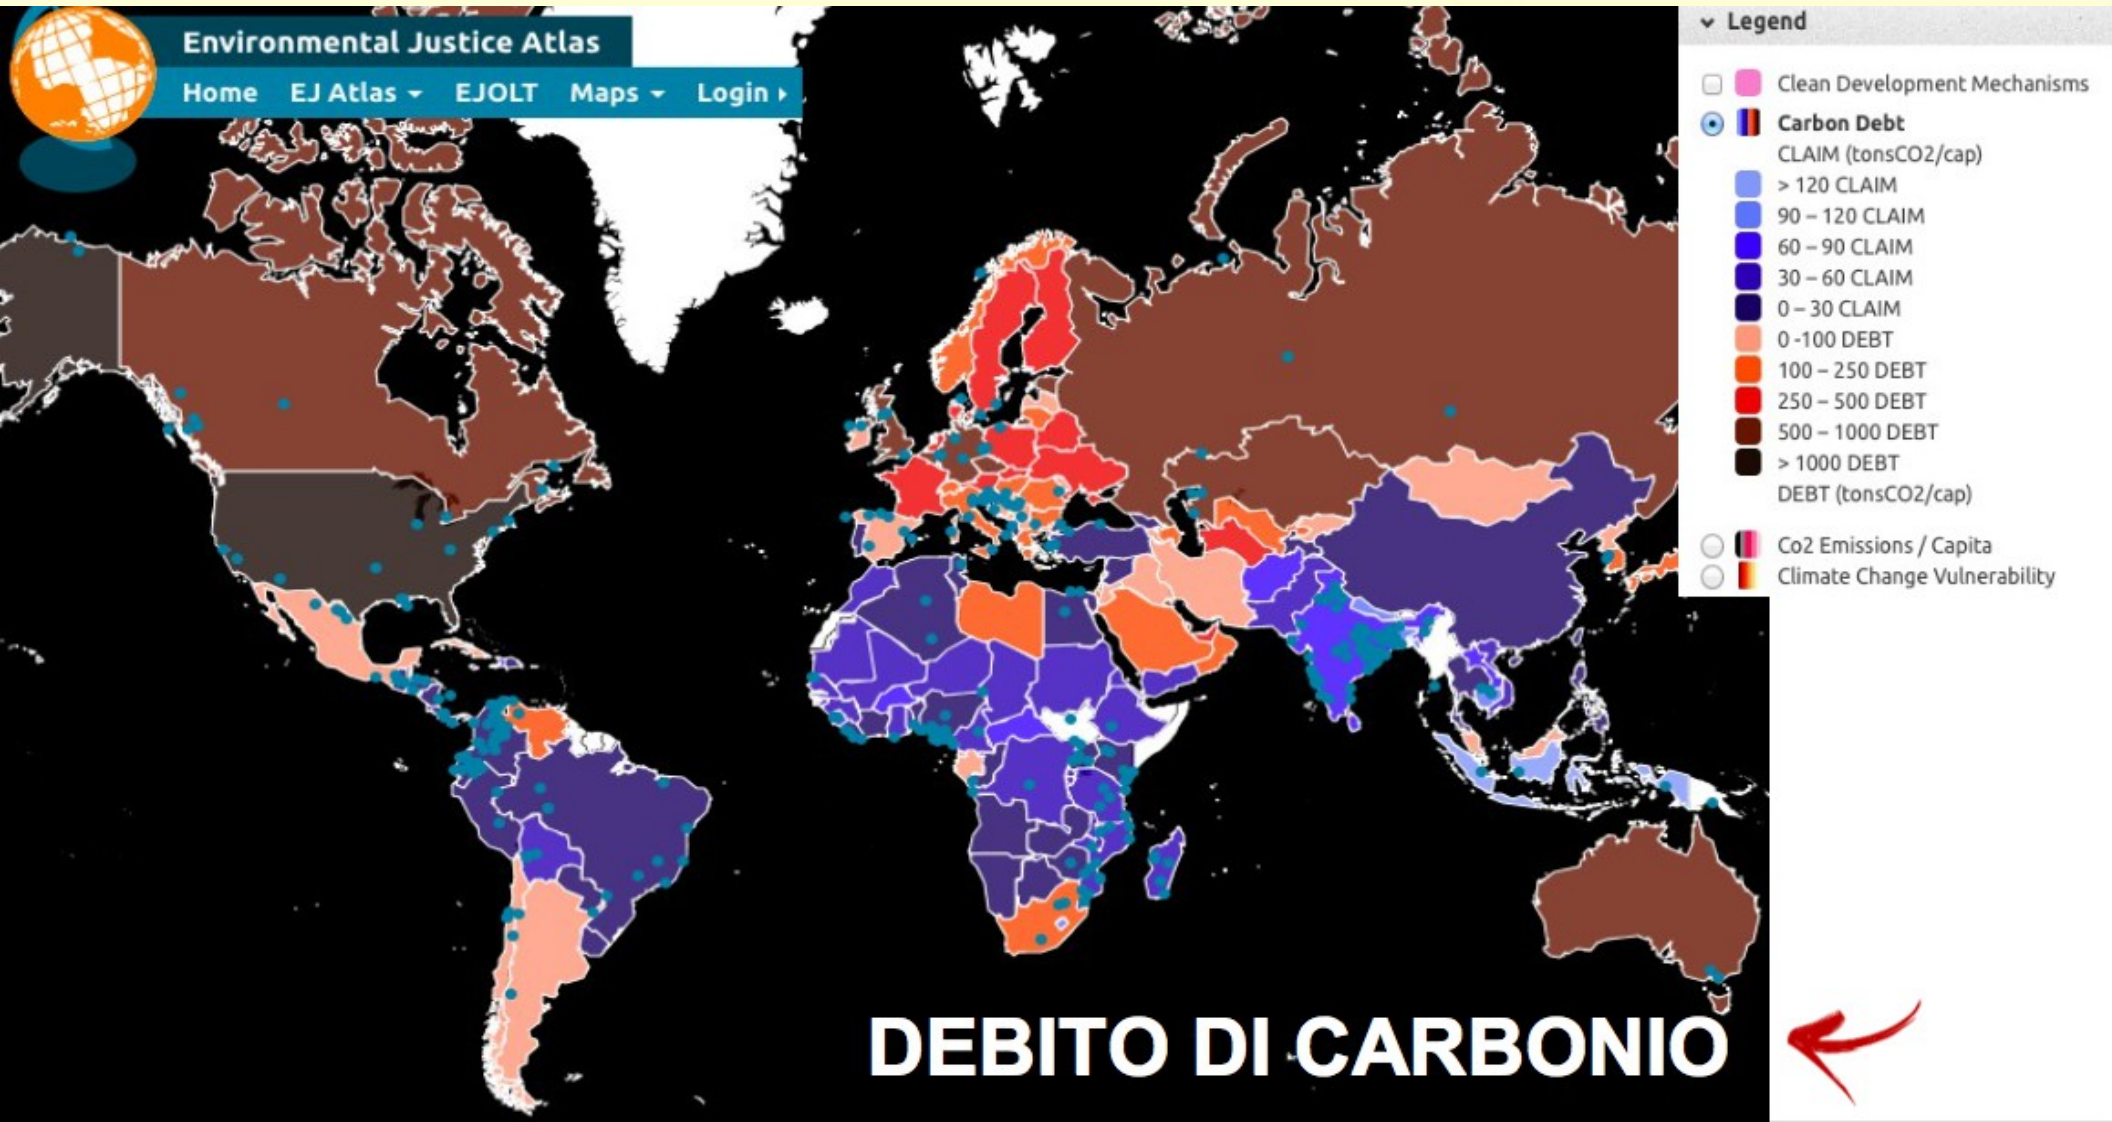 Environmental Justice Atlas
Home EJ Atlas EJOLT Maps Login
Legend
Clean Development Mechanisms
Carbon Debt
CLAIM (tonsCO2/cap)
> 120 CLAIM
90 – 120 CLAIM
60 – 90 CLAIM
30 – 60 CLAIM
0 – 30 CLAIM
0 -100 DEBT
100 – 250 DEBT
250 – 500 DEBT
500 – 1000 DEBT
> 1000 DEBT
DEBT (tonsCO2/cap)
Co2 Emissions / Capita
Climate Change Vulnerability
DEBITO DI CARBONIO